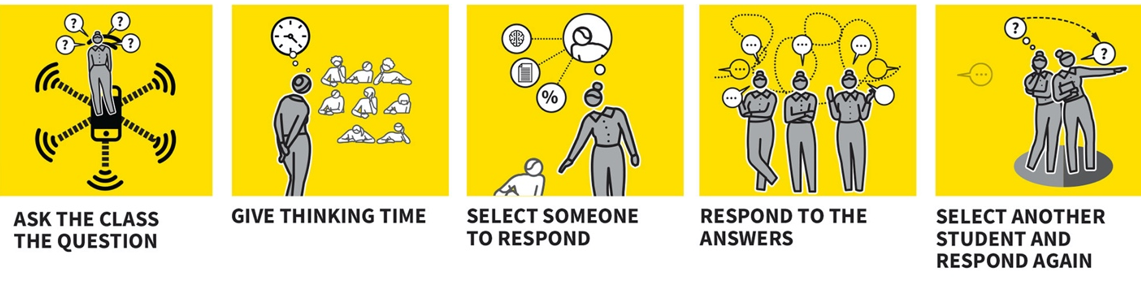 ? ? ? ?
ASK THE CLASS
THE QUESTION
GIVE THINKING TIME
%
SELECT SOMEONE
TO RESPOND
RESPOND TO THE
ANSWERS
? ?
SELECT ANOTHER
STUDENT AND
RESPOND AGAIN